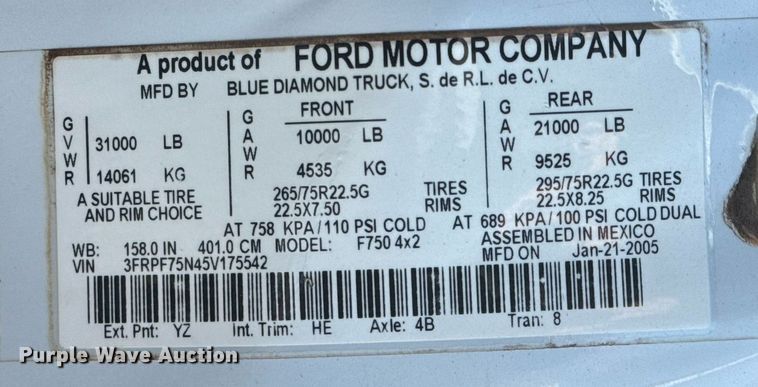 A product of FORD MOTOR COMPANY
MFD BY BLUE DIAMOND TRUCK, S. de R.L. de C.V.
GVWR 31000 LB 14061 KG
FRONT GAWR 10000 LB 4535 KG
REAR GAWR 21000 LB 9525 KG
A SUITABLE TIRE AND RIM CHOICE
265/75R22.5G TIRES 295/75R22.5G TIRES
22.5X7.50 RIMS 22.5X8.25 RIMS
AT 758 KPA/110 PSI COLD AT 689 KPA/100 PSI COLD DUAL
WB: 158.0 IN 401.0 CM MODEL: F750 4x2 ASSEMBLED IN MEXICO
VIN 3FRPF75N45V175542 MFD ON Jan-21-2005
Ext. Pnt: YZ Int. Trim: HE Axle: 4B Tran: 8
Purple Wave Auction